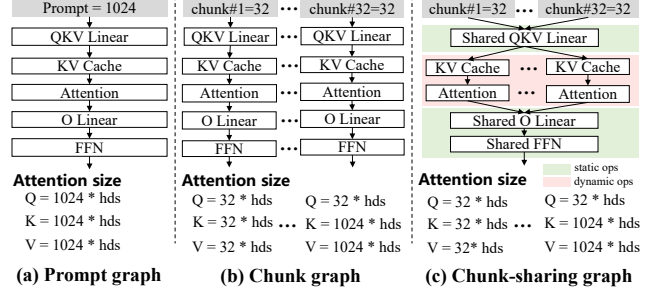 Prompt = 1024
QKV Linear
KV Cache
Attention
O Linear
FFN
Attention size
Q = 1024 * hds
K = 1024 * hds
V = 1024 * hds
(a) Prompt graph
chunk#1=32 ••• chunk#32=32
QKV Linear ••• QKV Linear
KV Cache ••• KV Cache
Attention ••• Attention
O Linear ••• O Linear
FFN ••• FFN
Attention size
Q = 32 * hds Q = 32 * hds
K = 32 * hds ••• K = 1024 * hds
V = 32 * hds V = 1024 * hds
(b) Chunk graph
chunk#1=32 ••• chunk#32=32
Shared QKV Linear
KV Cache ••• KV Cache
Attention ••• Attention
Shared O Linear
Shared FFN
static ops
dynamic ops
Attention size
Q = 32 * hds Q = 32 * hds
K = 32 * hds ••• K = 1024 * hds
V = 32* hds V = 1024 * hds
(c) Chunk-sharing graph